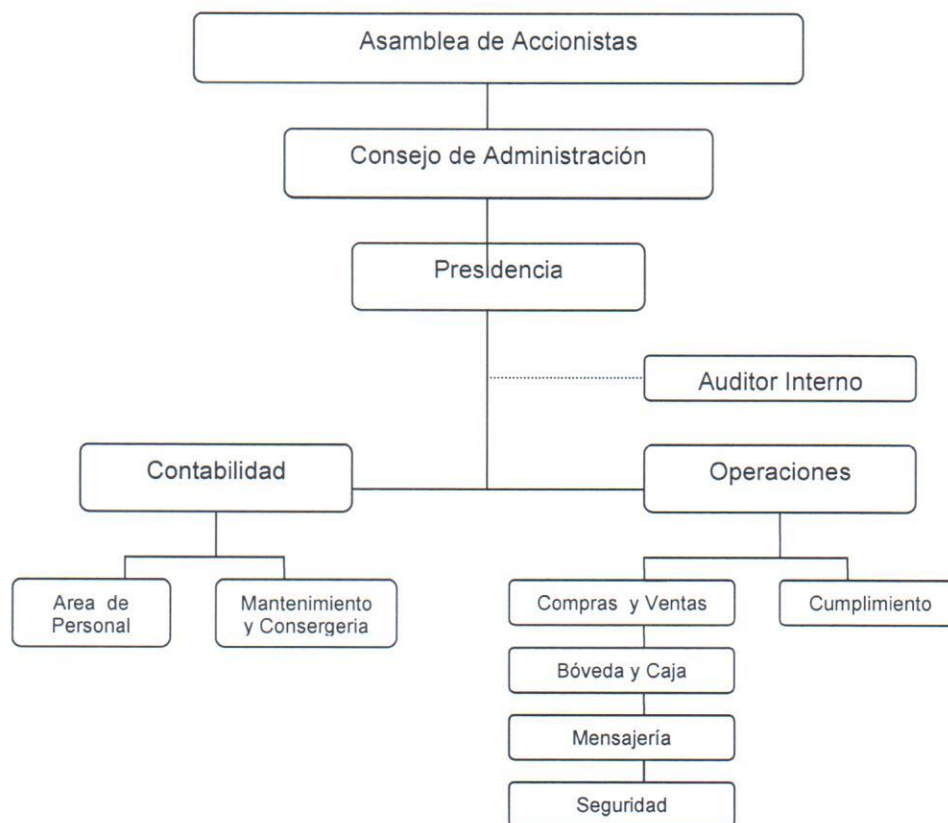 Asamblea de Accionistas
Consejo de Administración
Presidencia
Auditor Interno
Contabilidad
Operaciones
Area de
Personal
Mantenimiento
y Consergeria
Compras y Ventas
Cumplimiento
Bóveda y Caja
Mensajería
Seguridad